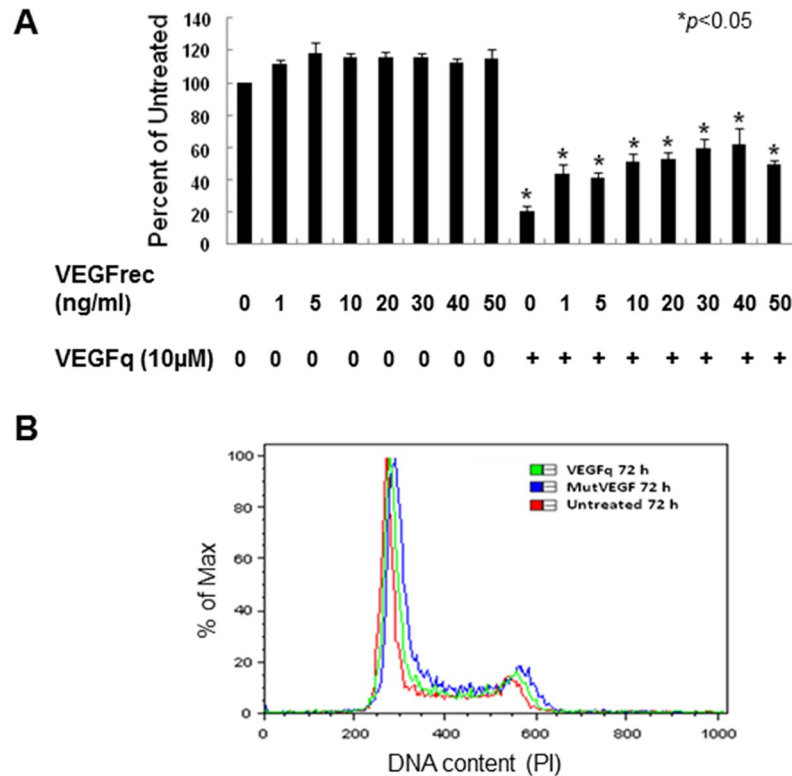 A
*p<0.05
Percent of Untreated
140
120
100
80
60
40
20
0
VEGFrec
(ng/ml) 0 1 5 10 20 30 40 50 0 1 5 10 20 30 40 50
VEGFq (10µM) 0 0 0 0 0 0 0 0 + + + + + + + +
* * * * * * * *
B
% of Max
100
80
60
40
20
0
VEGFq 72 h
MutVEGF 72 h
Untreated 72 h
0 200 400 600 800 1000
DNA content (PI)